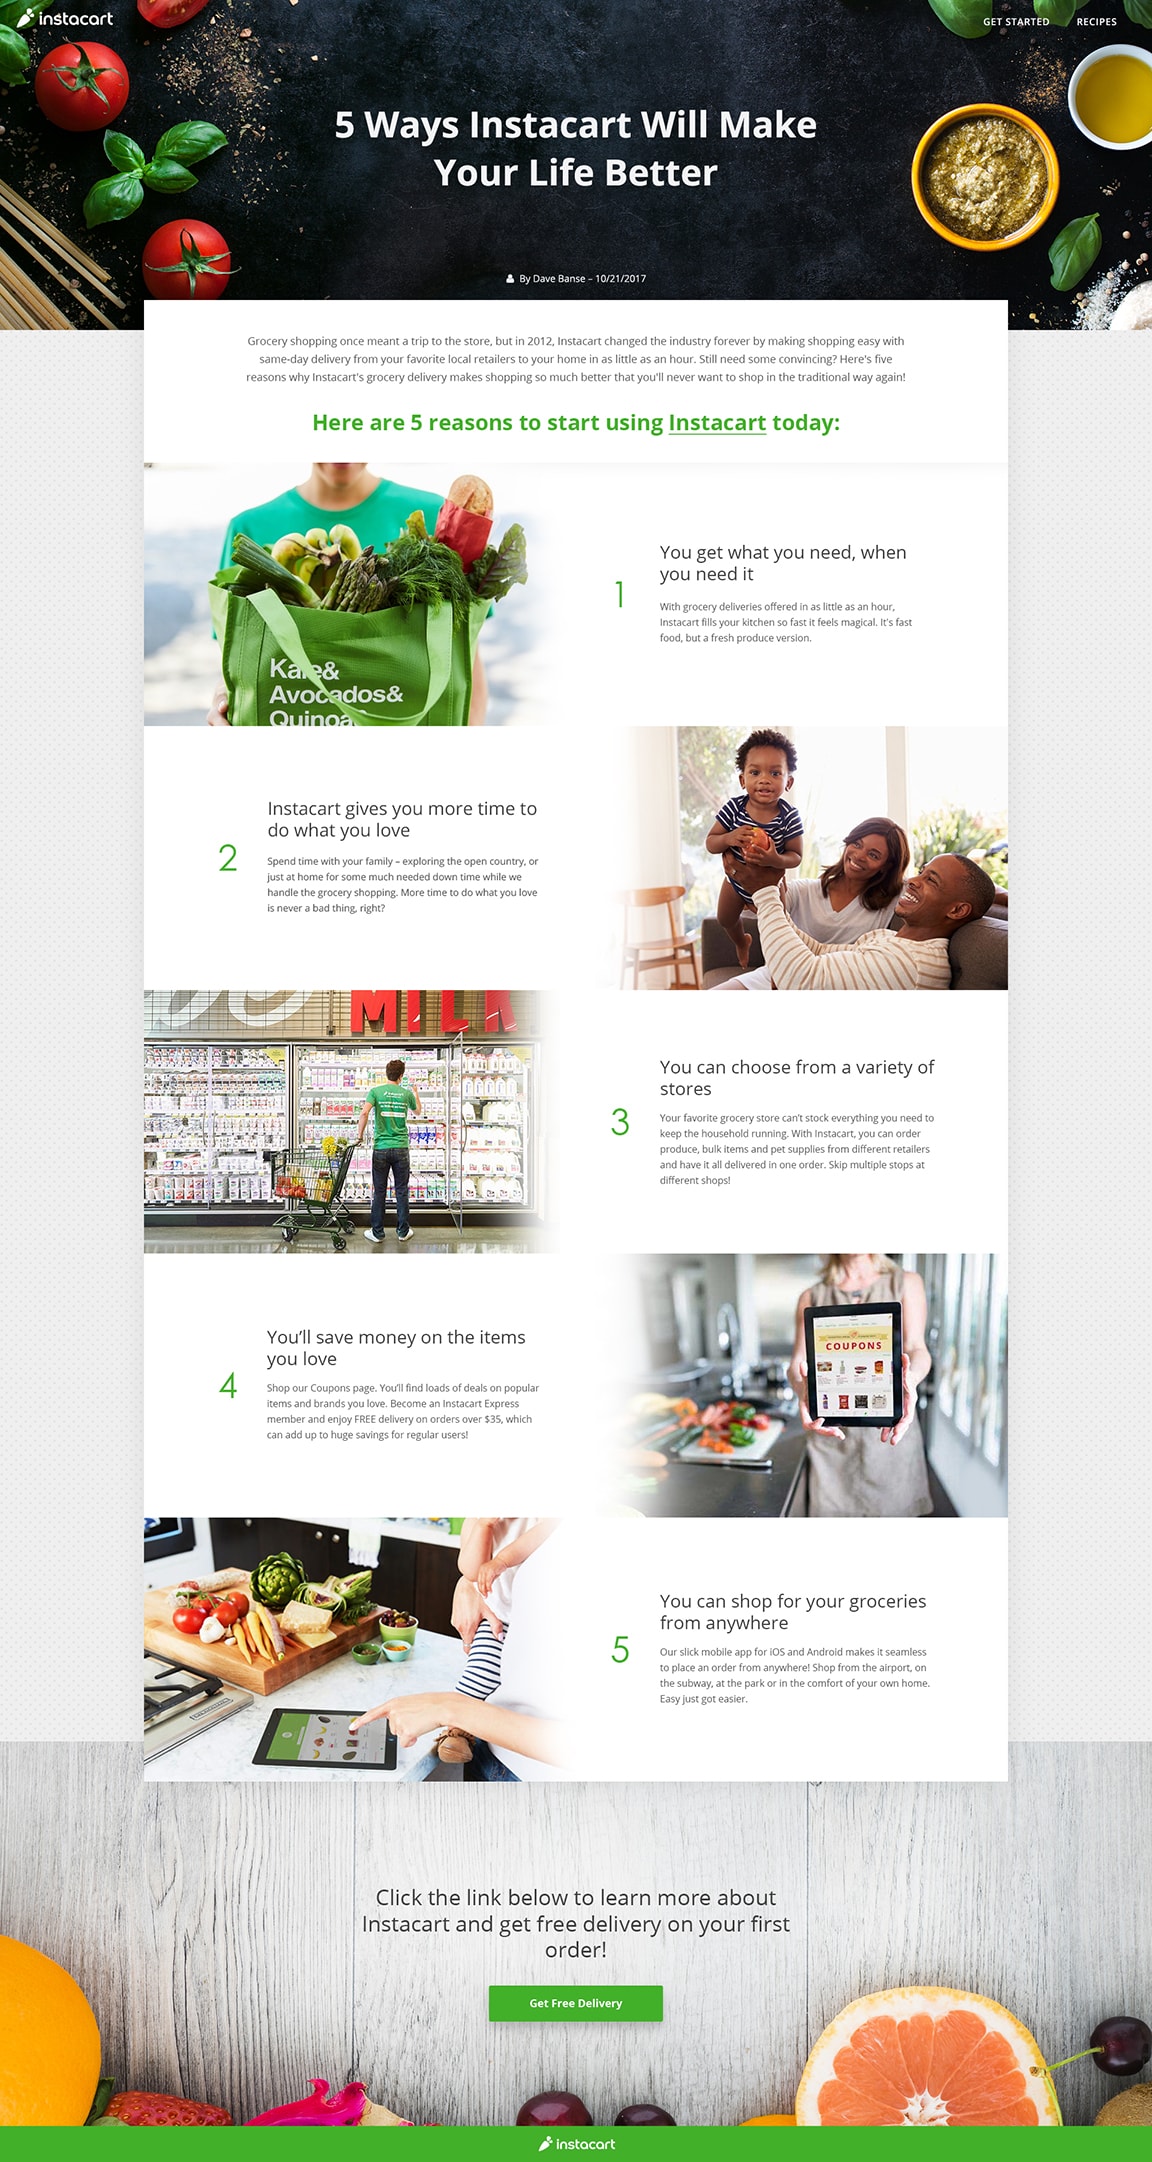 instacart
GET STARTED
RECIPES
5 Ways Instacart Will Make
Your Life Better
By Dave Banse – 10/21/2017
Grocery shopping once meant a trip to the store, but in 2012, Instacart changed the industry forever by making shopping easy with
same-day delivery from your favorite local retailers to your home in as little as an hour. Still need some convincing? Here's five
reasons why Instacart's grocery delivery makes shopping so much better that you'll never want to shop in the traditional way again!
Here are 5 reasons to start using Instacart today:
Kale&
Avocados&
Quinoa&
1
You get what you need, when
you need it
With grocery deliveries offered in as little as an hour,
Instacart fills your kitchen so fast it feels magical. It's fast
food, but a fresh produce version.
2
Instacart gives you more time to
do what you love
Spend time with your family – exploring the open country, or
just at home for some much needed down time while we
handle the grocery shopping. More time to do what you love
is never a bad thing, right?
MILK
instacart
3
You can choose from a variety of
stores
Your favorite grocery store can't stock everything you need to
keep the household running. With Instacart, you can order
produce, bulk items and pet supplies from different retailers
and have it all delivered in one order. Skip multiple stops at
different shops!
4
You'll save money on the items
you love
Shop our Coupons page. You'll find loads of deals on popular
items and brands you love. Become an Instacart Express
member and enjoy FREE delivery on orders over $35, which
can add up to huge savings for regular users!
COUPONS
5
You can shop for your groceries
from anywhere
Our slick mobile app for iOS and Android makes it seamless
to place an order from anywhere! Shop from the airport, on
the subway, at the park or in the comfort of your own home.
Easy just got easier.
Click the link below to learn more about
Instacart and get free delivery on your first
order!
Get Free Delivery
instacart